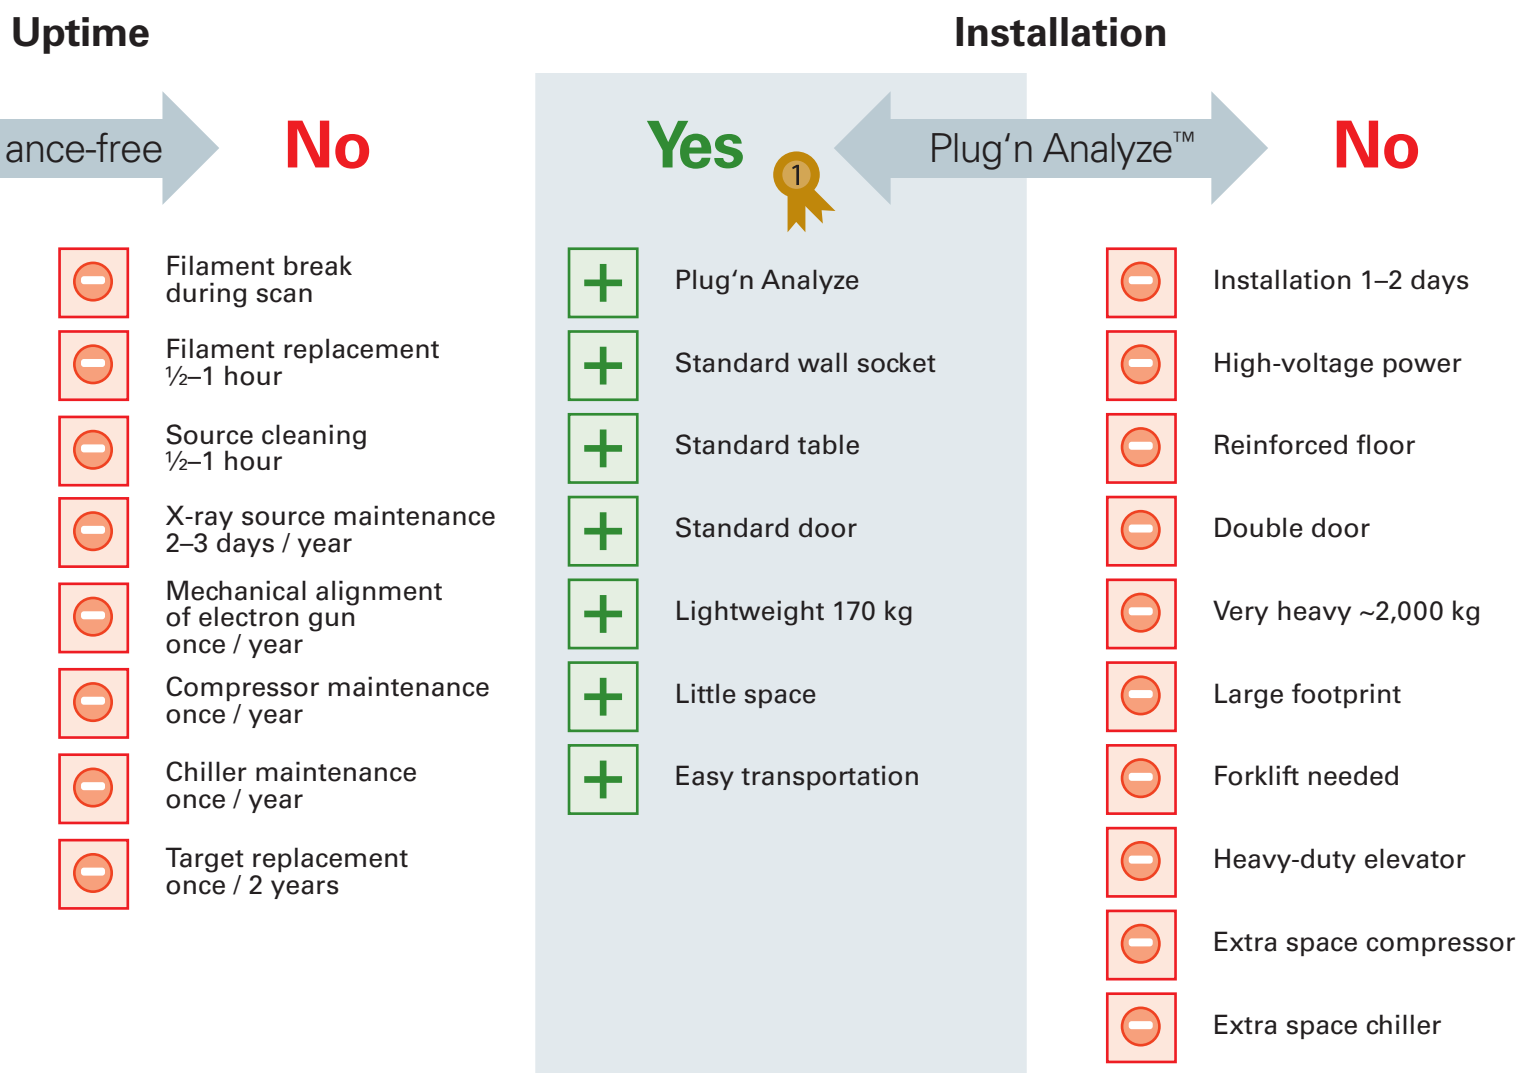 Uptime
Installation
ance-free
No
Yes
1
Plug‘n Analyze™
No
Filament break
during scan
Filament replacement
½–1 hour
Source cleaning
½–1 hour
X-ray source maintenance
2–3 days / year
Mechanical alignment
of electron gun
once / year
Compressor maintenance
once / year
Chiller maintenance
once / year
Target replacement
once / 2 years
Plug‘n Analyze
Standard wall socket
Standard table
Standard door
Lightweight 170 kg
Little space
Easy transportation
Installation 1–2 days
High-voltage power
Reinforced floor
Double door
Very heavy ~2,000 kg
Large footprint
Forklift needed
Heavy-duty elevator
Extra space compressor
Extra space chiller